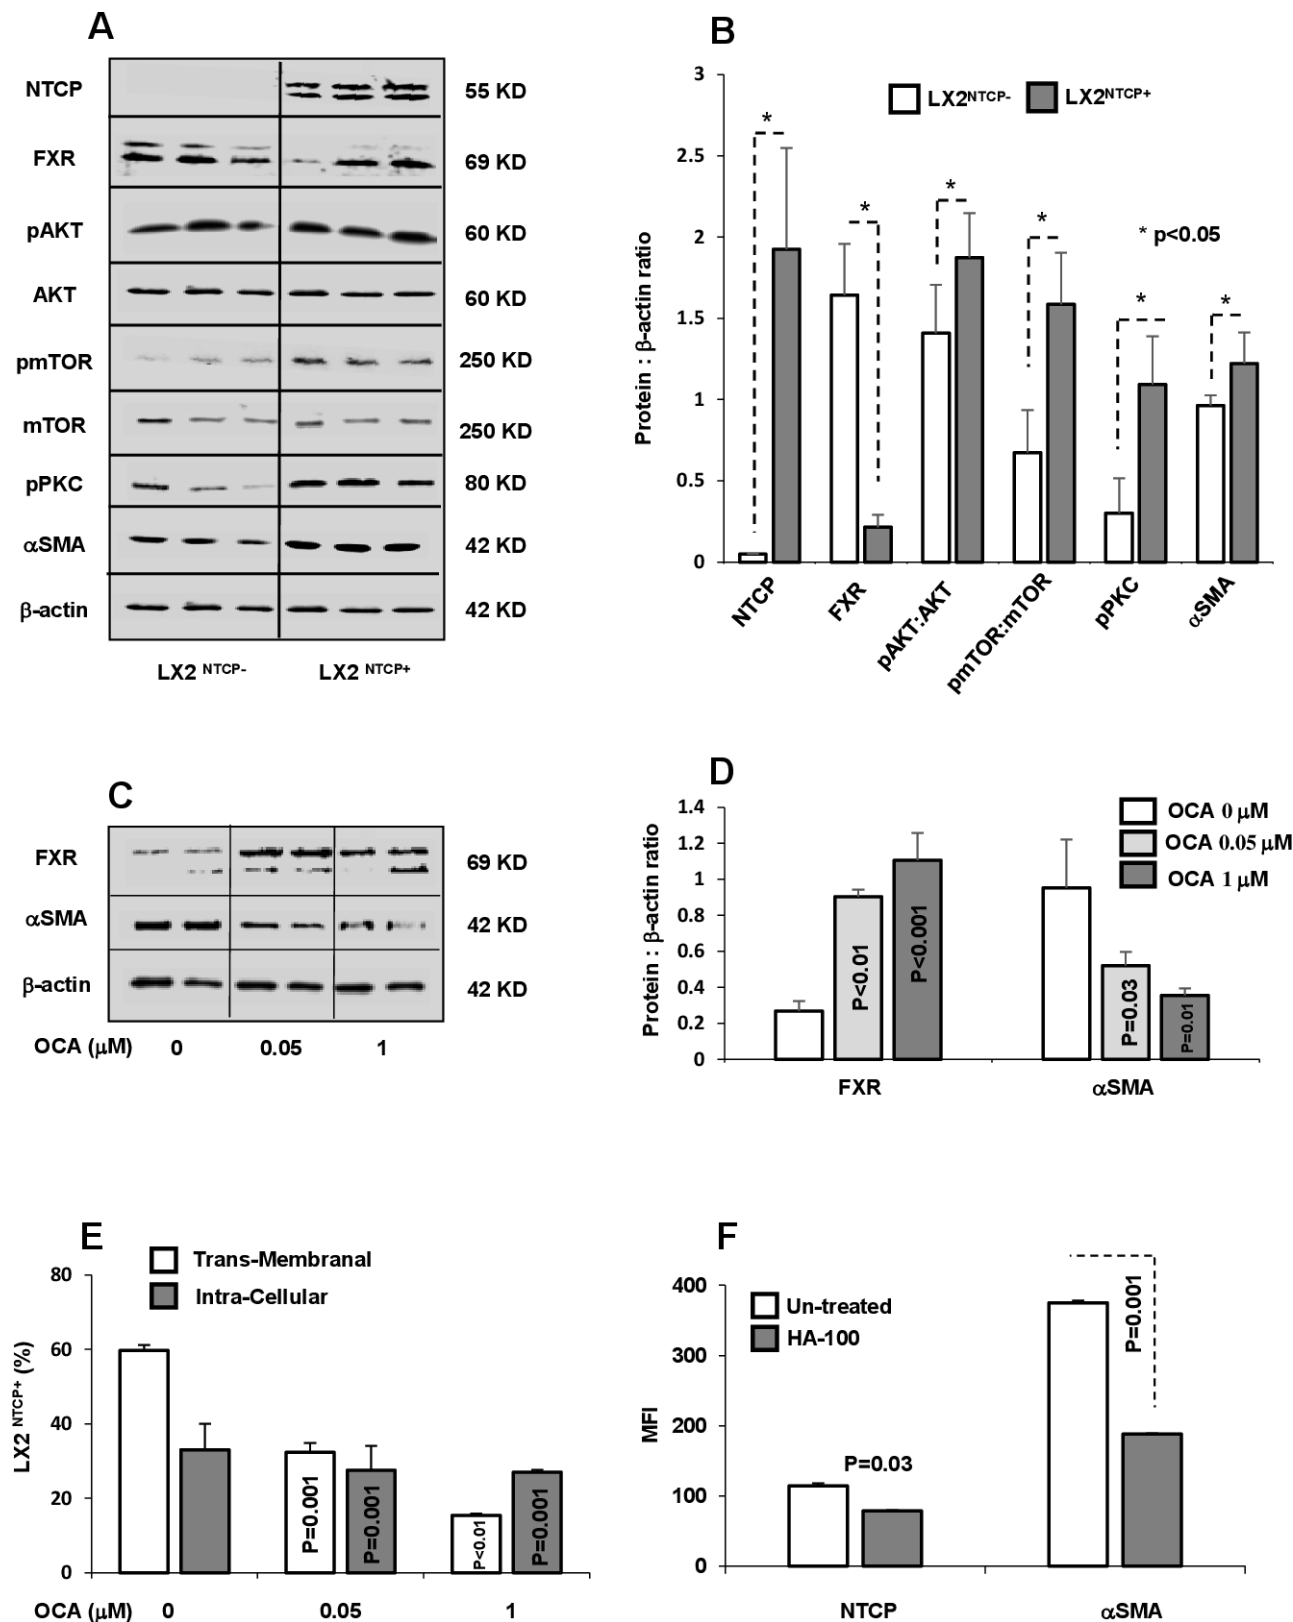 A
NTCP 55 KD
FXR 69 KD
pAKT 60 KD
AKT 60 KD
pmTOR 250 KD
mTOR 250 KD
pPKC 80 KD
αSMA 42 KD
β-actin 42 KD
LX2 NTCP- LX2 NTCP+
B
LX2NTCP- LX2NTCP+
Protein : β-actin ratio
3
2.5
2
1.5
1
0.5
0
* * * * * *
* p<0.05
NTCP FXR pAKT:AKT pmTOR:mTOR pPKC αSMA
C
FXR 69 KD
αSMA 42 KD
β-actin 42 KD
OCA (μM) 0 0.05 1
D
OCA 0 μM
OCA 0.05 μM
OCA 1 μM
Protein : β-actin ratio
1.4
1.2
1
0.8
0.6
0.4
0.2
0
P<0.01
P<0.001
P=0.03
P=0.01
FXR αSMA
E
Trans-Membranal
Intra-Cellular
LX2 NTCP+ (%)
80
60
40
20
0
P=0.001
P=0.001
P<0.01
P=0.001
OCA (μM) 0 0.05 1
F
Un-treated
HA-100
MFI
400
300
200
100
0
P=0.03
P=0.001
NTCP αSMA